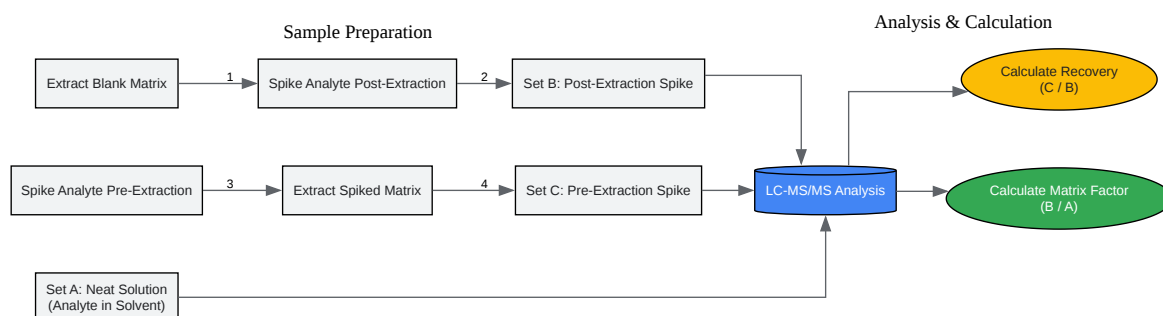 Sample Preparation
Analysis & Calculation
Extract Blank Matrix
1
Spike Analyte Post-Extraction
2
Set B: Post-Extraction Spike
Calculate Recovery
(C / B)
Spike Analyte Pre-Extraction
3
Extract Spiked Matrix
4
Set C: Pre-Extraction Spike
LC-MS/MS Analysis
Calculate Matrix Factor
(B / A)
Set A: Neat Solution
(Analyte in Solvent)